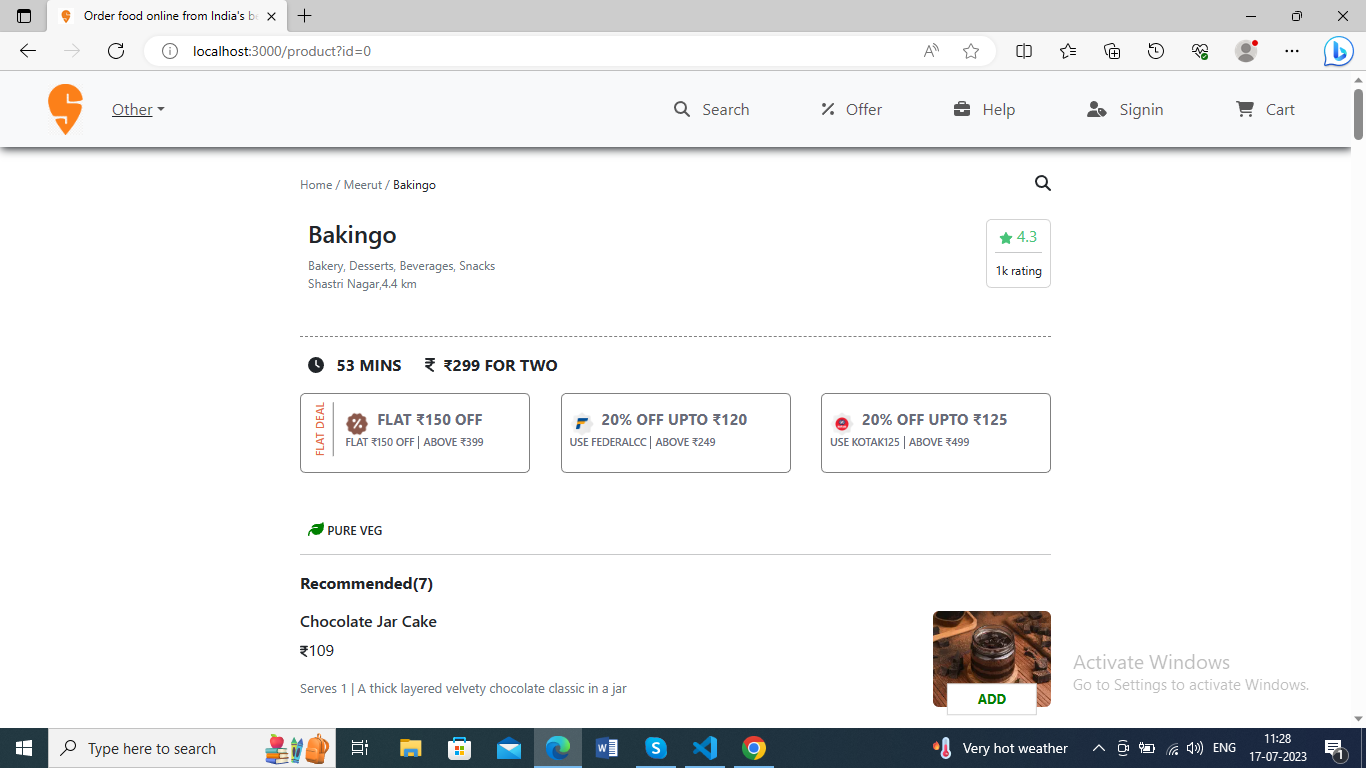 Order food online from India's be
localhost:3000/product?id=0
Other
Search
Offer
Help
Signin
Cart
Home / Meerut / Bakingo
Bakingo
4.3
Bakery, Desserts, Beverages, Snacks
1k rating
Shastri Nagar,4.4 km
53 MINS
₹ ₹299 FOR TWO
FLAT DEAL
FLAT ₹150 OFF
FLAT ₹150 OFF | ABOVE ₹399
20% OFF UPTO ₹120
USE FEDERALCC | ABOVE ₹249
20% OFF UPTO ₹125
USE KOTAK125 | ABOVE ₹499
PURE VEG
Recommended(7)
Chocolate Jar Cake
₹109
Serves 1 | A thick layered velvety chocolate classic in a jar
ADD
Activate Windows
Go to Settings to activate Windows.
Type here to search
Very hot weather
ENG
11:28
17-07-2023
1